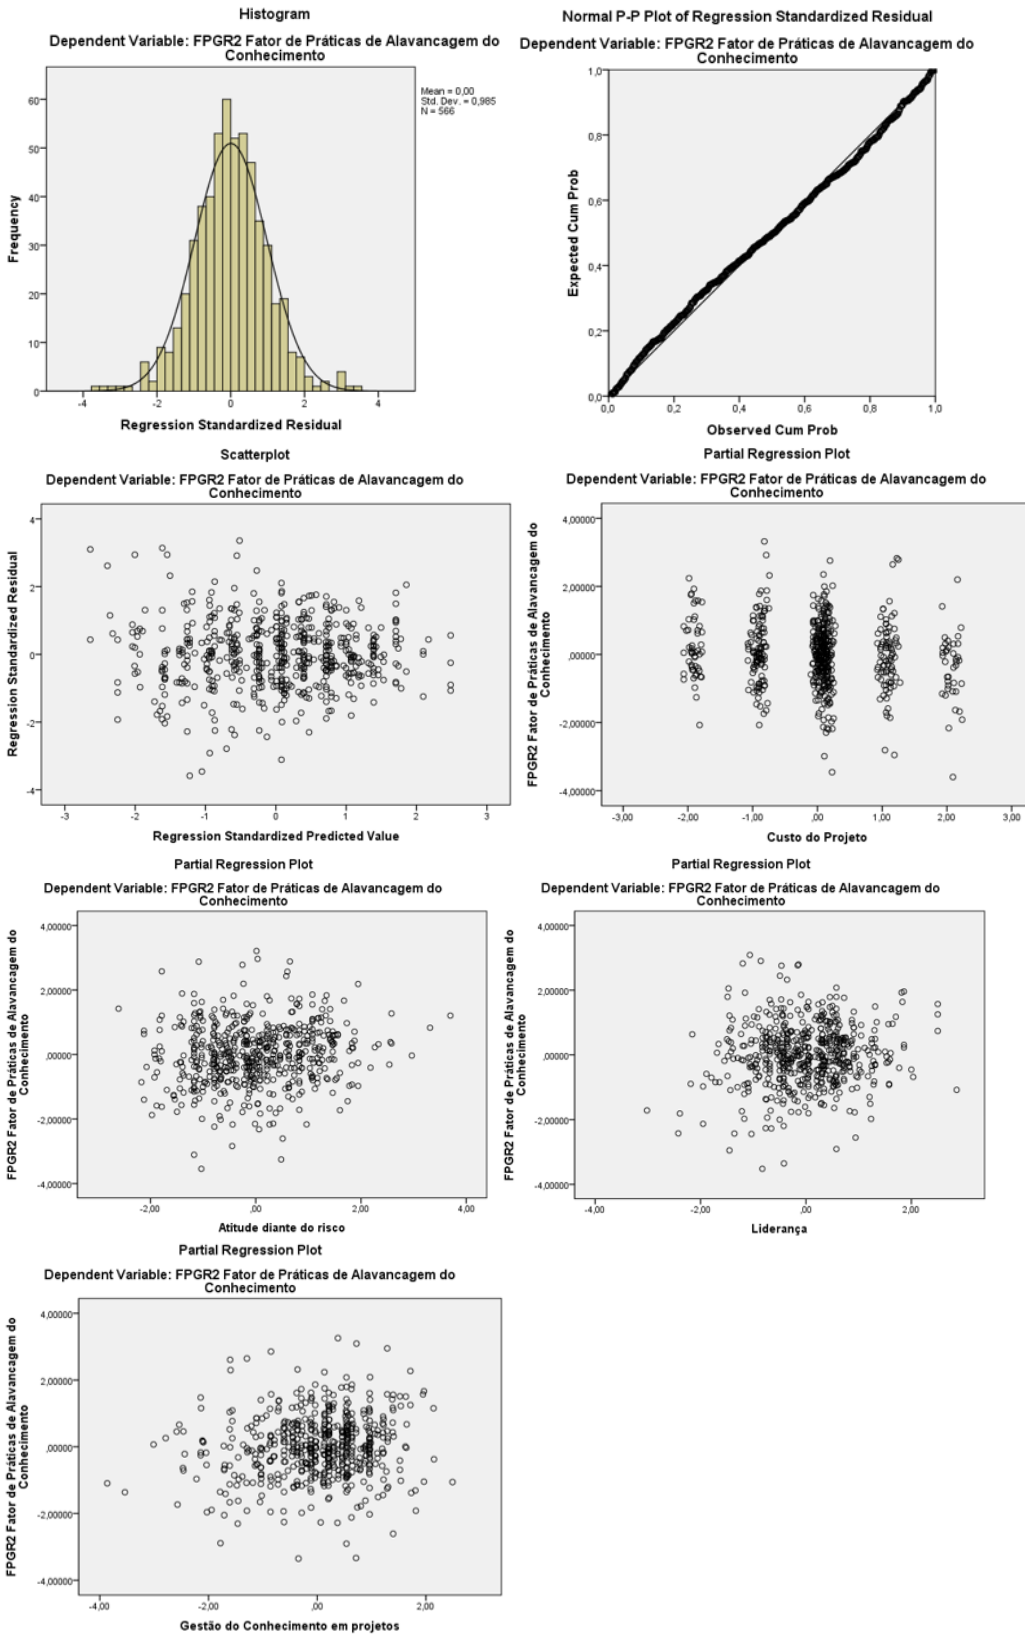 Histogram
Dependent Variable: FPGR2 Fator de Práticas de Alavancagem do
Conhecimento
Mean = 0,00
Std. Dev. = 0,985
N = 566
Frequency
60
50
40
30
20
10
0
-4
-2
0
2
4
Regression Standardized Residual
Normal P-P Plot of Regression Standardized Residual
Dependent Variable: FPGR2 Fator de Práticas de Alavancagem do
Conhecimento
Expected Cum Prob
1,0
0,8
0,6
0,4
0,2
0,0
0,0
0,2
0,4
0,6
0,8
1,0
Observed Cum Prob
Scatterplot
Dependent Variable: FPGR2 Fator de Práticas de Alavancagem do
Conhecimento
Regression Standardized Residual
4
2
0
-2
-4
-3
-2
-1
0
1
2
3
Regression Standardized Predicted Value
Partial Regression Plot
Dependent Variable: FPGR2 Fator de Práticas de Alavancagem do
Conhecimento
FPGR2 Fator de Práticas de Alavancagem do
Conhecimento
4,00000
2,00000
,00000
-2,00000
-4,00000
-3,00
-2,00
-1,00
,00
1,00
2,00
3,00
Custo do Projeto
Partial Regression Plot
Dependent Variable: FPGR2 Fator de Práticas de Alavancagem do
Conhecimento
FPGR2 Fator de Práticas de Alavancagem do
Conhecimento
4,00000
2,00000
,00000
-2,00000
-4,00000
-2,00
,00
2,00
4,00
Atitude diante do risco
Partial Regression Plot
Dependent Variable: FPGR2 Fator de Práticas de Alavancagem do
Conhecimento
FPGR2 Fator de Práticas de Alavancagem do
Conhecimento
4,00000
2,00000
,00000
-2,00000
-4,00000
-4,00
-2,00
,00
2,00
Liderança
Partial Regression Plot
Dependent Variable: FPGR2 Fator de Práticas de Alavancagem do
Conhecimento
FPGR2 Fator de Práticas de Alavancagem do
Conhecimento
4,00000
2,00000
,00000
-2,00000
-4,00000
-4,00
-2,00
,00
2,00
Gestão do Conhecimento em projetos